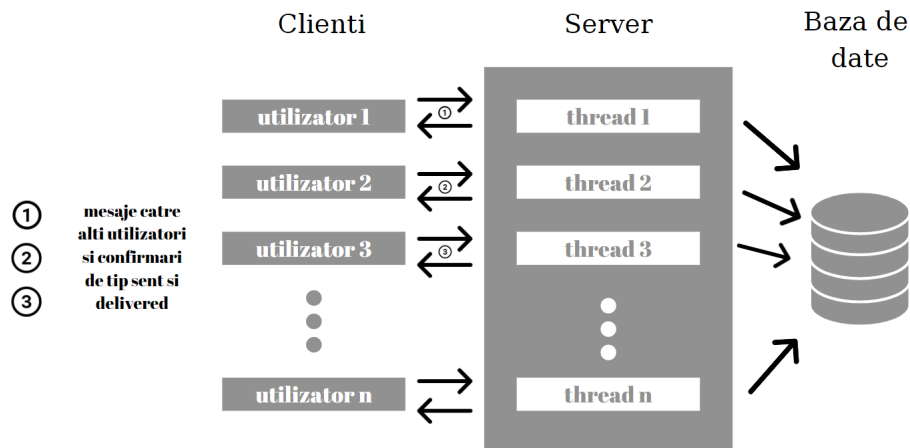 Clienti
Server
Baza de
date
utilizator 1
1
thread 1
utilizator 2
2
thread 2
utilizator 3
3
thread 3
1
2
3
mesaje catre
alti utilizatori
si confirmari
de tip sent si
delivered
utilizator n
thread n